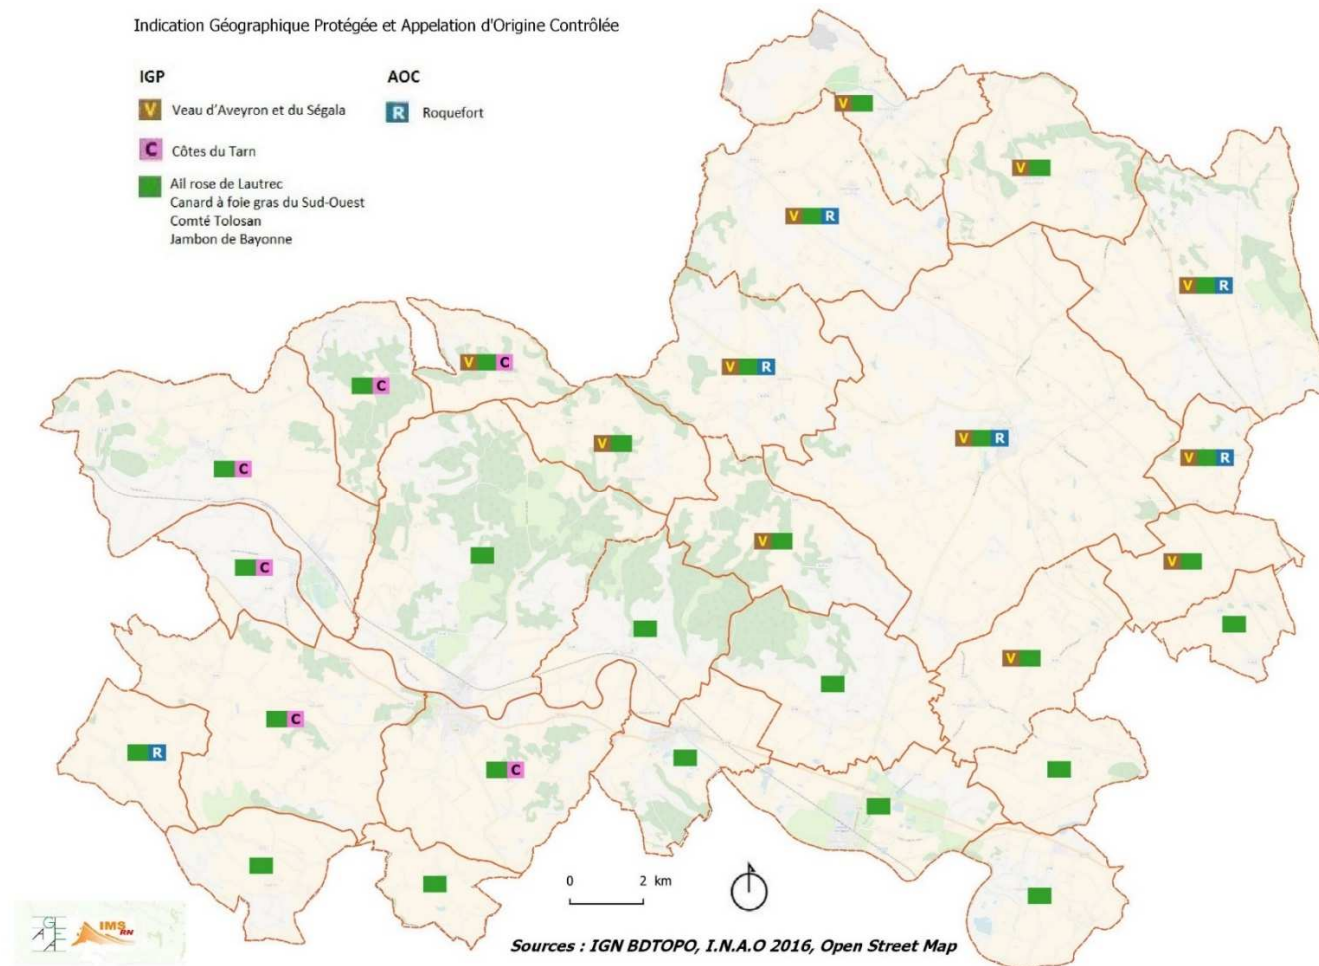 Indication Géographique Protégée et Appelation d'Origine Contrôlée
IGP
AOC
V Veau d'Aveyron et du Ségala
R Roquefort
C Côtes du Tarn
Ail rose de Lautrec
Canard à foie gras du Sud-Ouest
Comté Tolosan
Jambon de Bayonne
V
V
V R
V R
V C
V R
C
V R
V
V R
C
V
V
C
V
C
R
C
0 2 km
IMS
RN
Sources : IGN BDTOPO, I.N.A.O 2016, Open Street Map